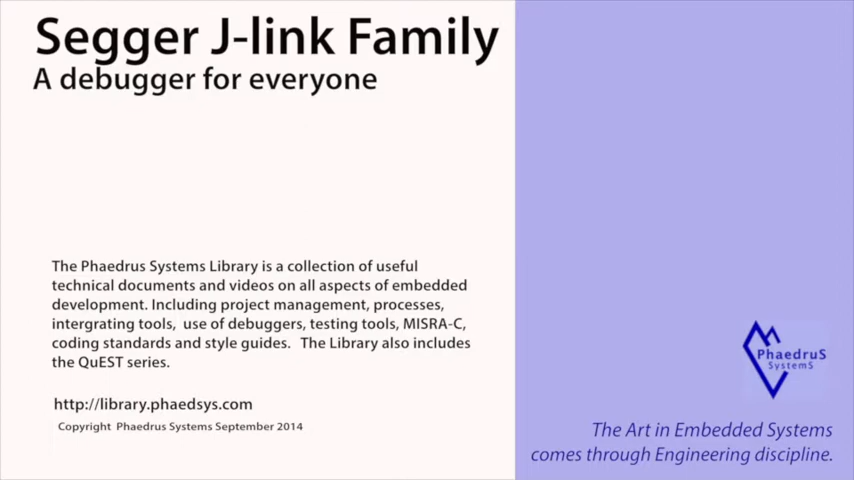 Segger J-link Family
A debugger for everyone
The Phaedrus Systems Library is a collection of useful
technical documents and videos on all aspects of embedded
development. Including project management, processes,
intergrating tools,  use of debuggers, testing tools, MISRA-C,
coding standards and style guides.   The Library also includes
the QuEST series.
http://library.phaedsys.com
Copyright  Phaedrus Systems September 2014
PhaedruS
SystemS
The Art in Embedded Systems
comes through Engineering discipline.